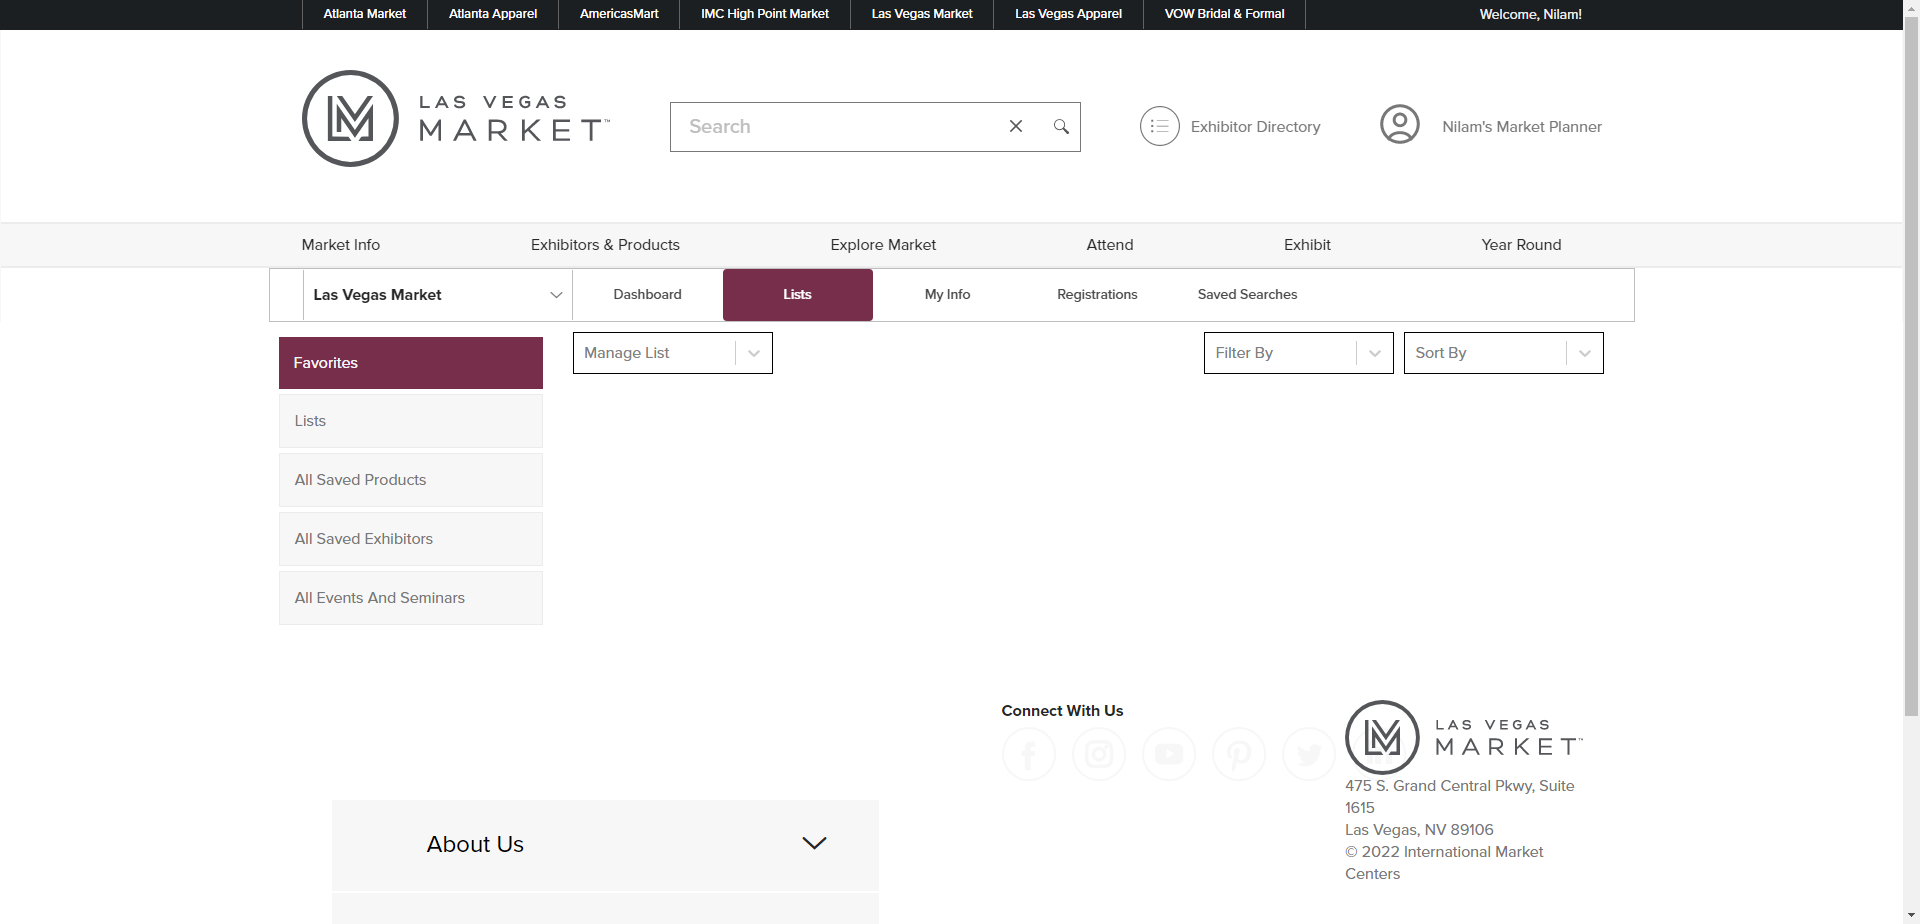 Atlanta Market
Atlanta Apparel
AmericasMart
IMC High Point Market
Las Vegas Market
Las Vegas Apparel
VOW Bridal & Formal
Welcome, Nilam!
LAS VEGAS
MARKET™
Search
Exhibitor Directory
Nilam's Market Planner
Market Info
Exhibitors & Products
Explore Market
Attend
Exhibit
Year Round
Las Vegas Market
Dashboard
Lists
My Info
Registrations
Saved Searches
Favorites
Lists
All Saved Products
All Saved Exhibitors
All Events And Seminars
Manage List
Filter By
Sort By
Connect With Us
LAS VEGAS
MARKET™
475 S. Grand Central Pkwy, Suite
1615
Las Vegas, NV 89106
© 2022 International Market
Centers
About Us